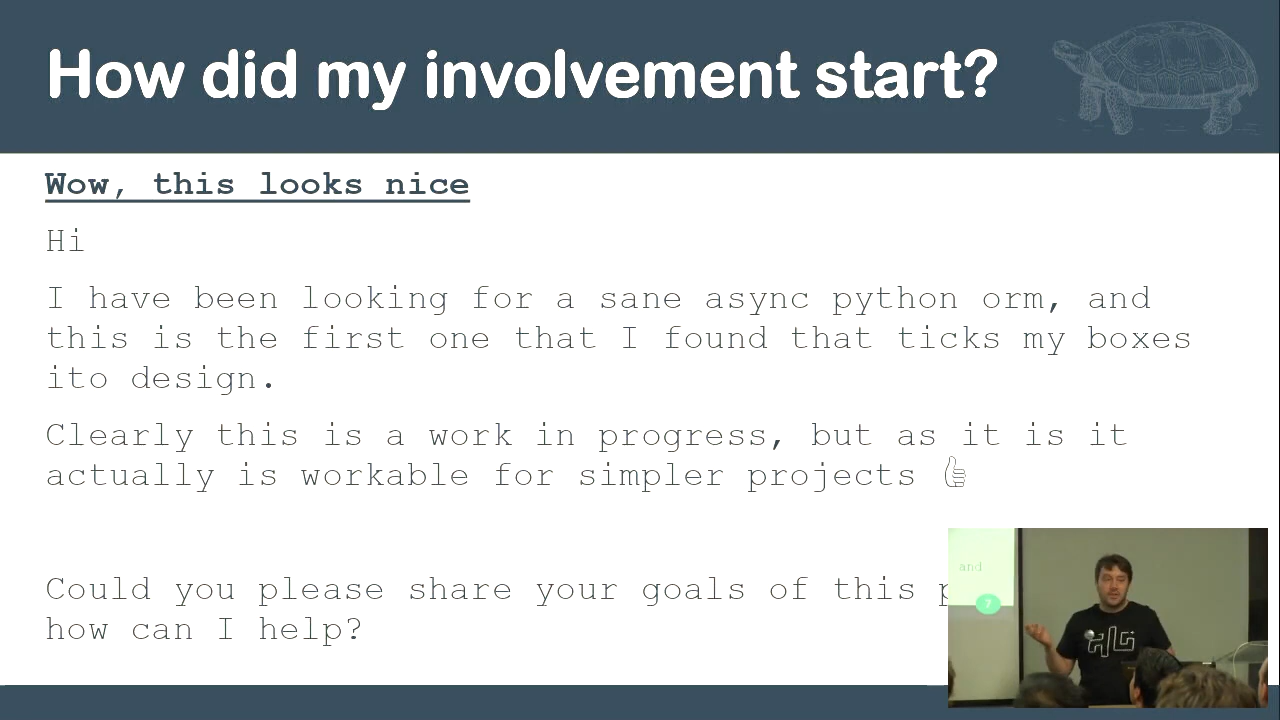 How did my involvement start?
Wow, this looks nice
Hi
I have been looking for a sane async python orm, and
this is the first one that I found that ticks my boxes
ito design.
Clearly this is a work in progress, but as it is it
actually is workable for simpler projects 👍
Could you please share your goals of this
and
?
how can I help?